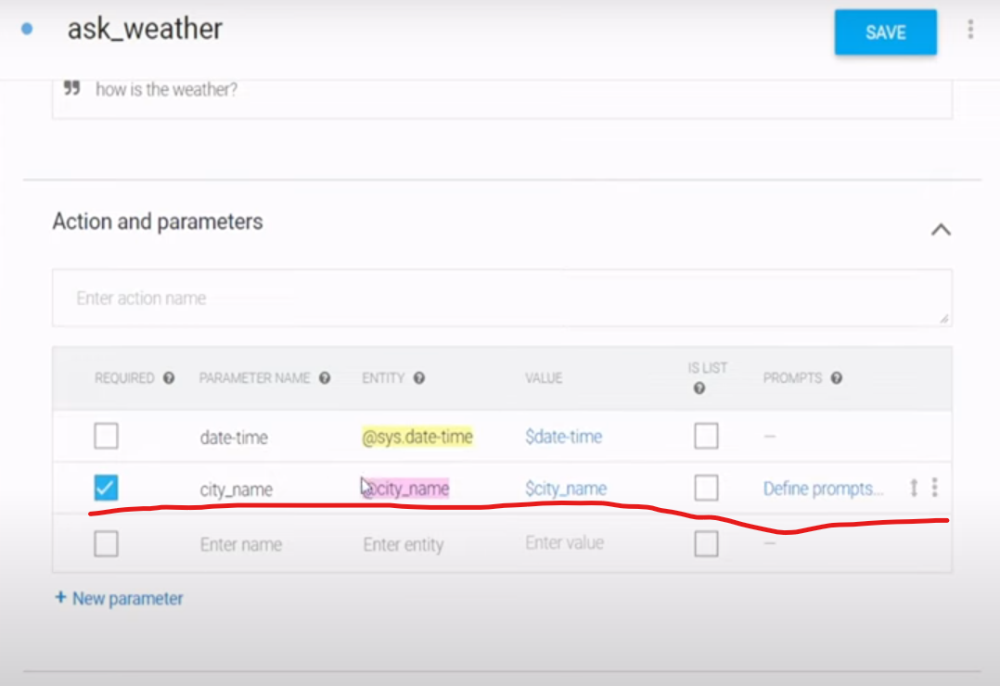 ask_weather SAVE
how is the weather?
Action and parameters
Enter action name
REQUIRED PARAMETER NAME ENTITY VALUE IS LIST PROMPTS
date-time @sys.date-time $date-time –
city_name @city_name $city_name Define prompts...
Enter name Enter entity Enter value –
+ New parameter